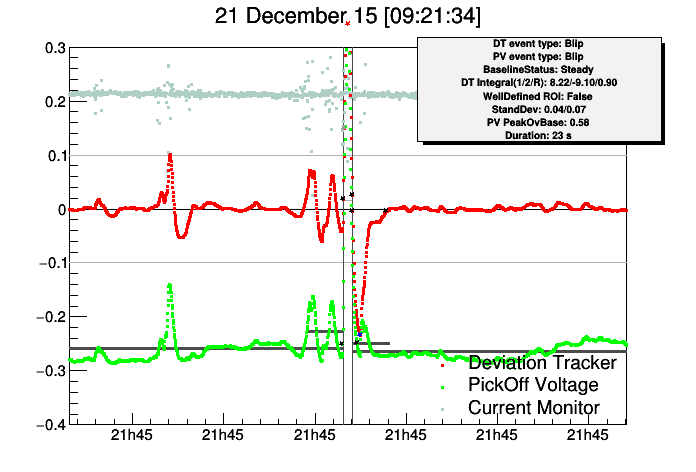 21 December 15 [09:21:34]
DT event type: Blip
PV event type: Blip
BaselineStatus: Steady
DT Integral(1/2/R): 8.22/-9.10/0.90
WellDefined ROI: False
StandDev: 0.04/0.07
PV PeakOvBase: 0.58
Duration: 23 s
0.3
0.2
0.1
0
−0.1
−0.2
−0.3
−0.4
Deviation Tracker
PickOff Voltage
Current Monitor
21h45 21h45 21h45 21h45 21h45 21h45